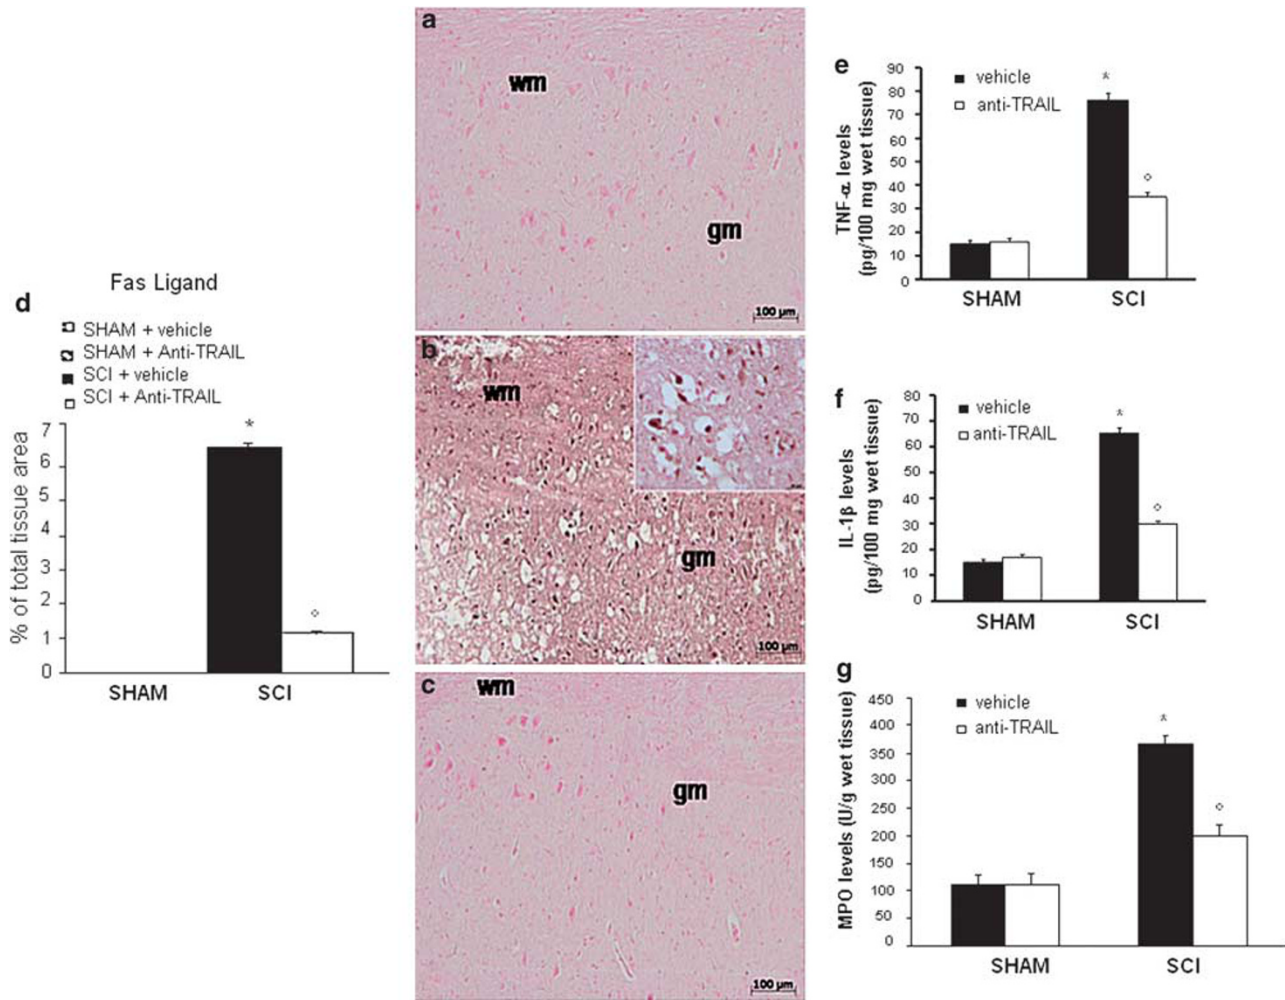 a
wm
gm
100 µm
b
wm
gm
100 µm
c
wm
gm
100 µm
Fas Ligand
d
SHAM + vehicle
SHAM + Anti-TRAIL
SCI + vehicle
SCI + Anti-TRAIL
% of total tissue area
7
6
5
4
3
2
1
0
*
◇
SHAM SCI
e
vehicle
anti-TRAIL
TNF-α levels
(pg/100 mg wet tissue)
90
80
70
60
50
40
30
20
10
0
*
◇
SHAM SCI
f
vehicle
anti-TRAIL
IL-1β levels
(pg/100 mg wet tissue)
80
70
60
50
40
30
20
10
0
*
◇
SHAM SCI
g
vehicle
anti-TRAIL
MPO levels (U/g wet tissue)
450
400
350
300
250
200
150
100
50
0
*
◇
SHAM SCI